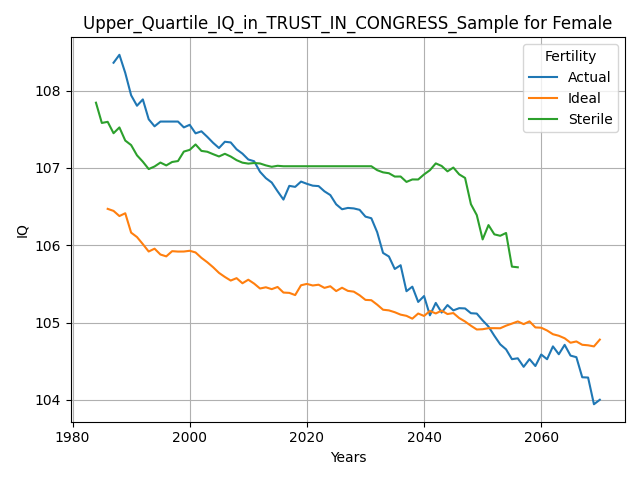 Upper_Quartile_IQ_in_TRUST_IN_CONGRESS_Sample for Female
Fertility
Actual
Ideal
Sterile
IQ
108
107
106
105
104
1980
2000
2020
2040
2060
Years